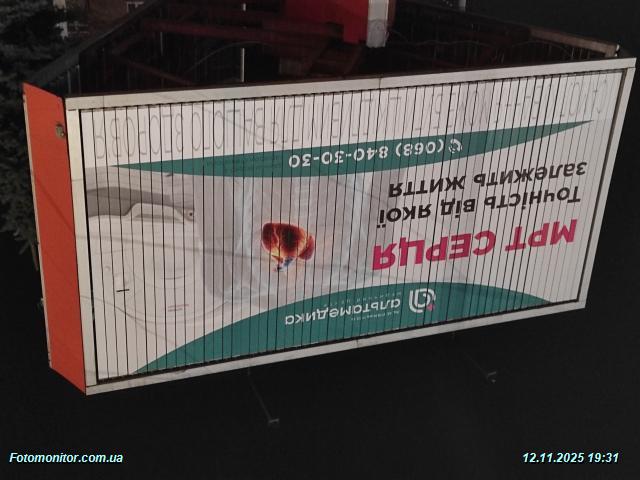 альтамедика
МРТ СЕРЦЯ
Точність від якої
залежить життя
(068) 840-30-30
Fotomonitor.com.ua
12.11.2025 19:31